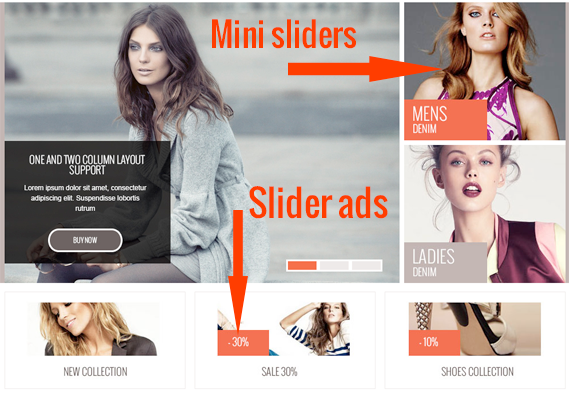 Mini sliders
MENS
DENIM
ONE AND TWO COLUMN LAYOUT
SUPPORT
Lorem ipsum dolor sit amet, consectetur
adipiscing elit. Suspendisse lobortis
rutrum
BUY NOW
Slider ads
LADIES
DENIM
- 30%
- 10%
NEW COLLECTION
SALE 30%
SHOES COLLECTION